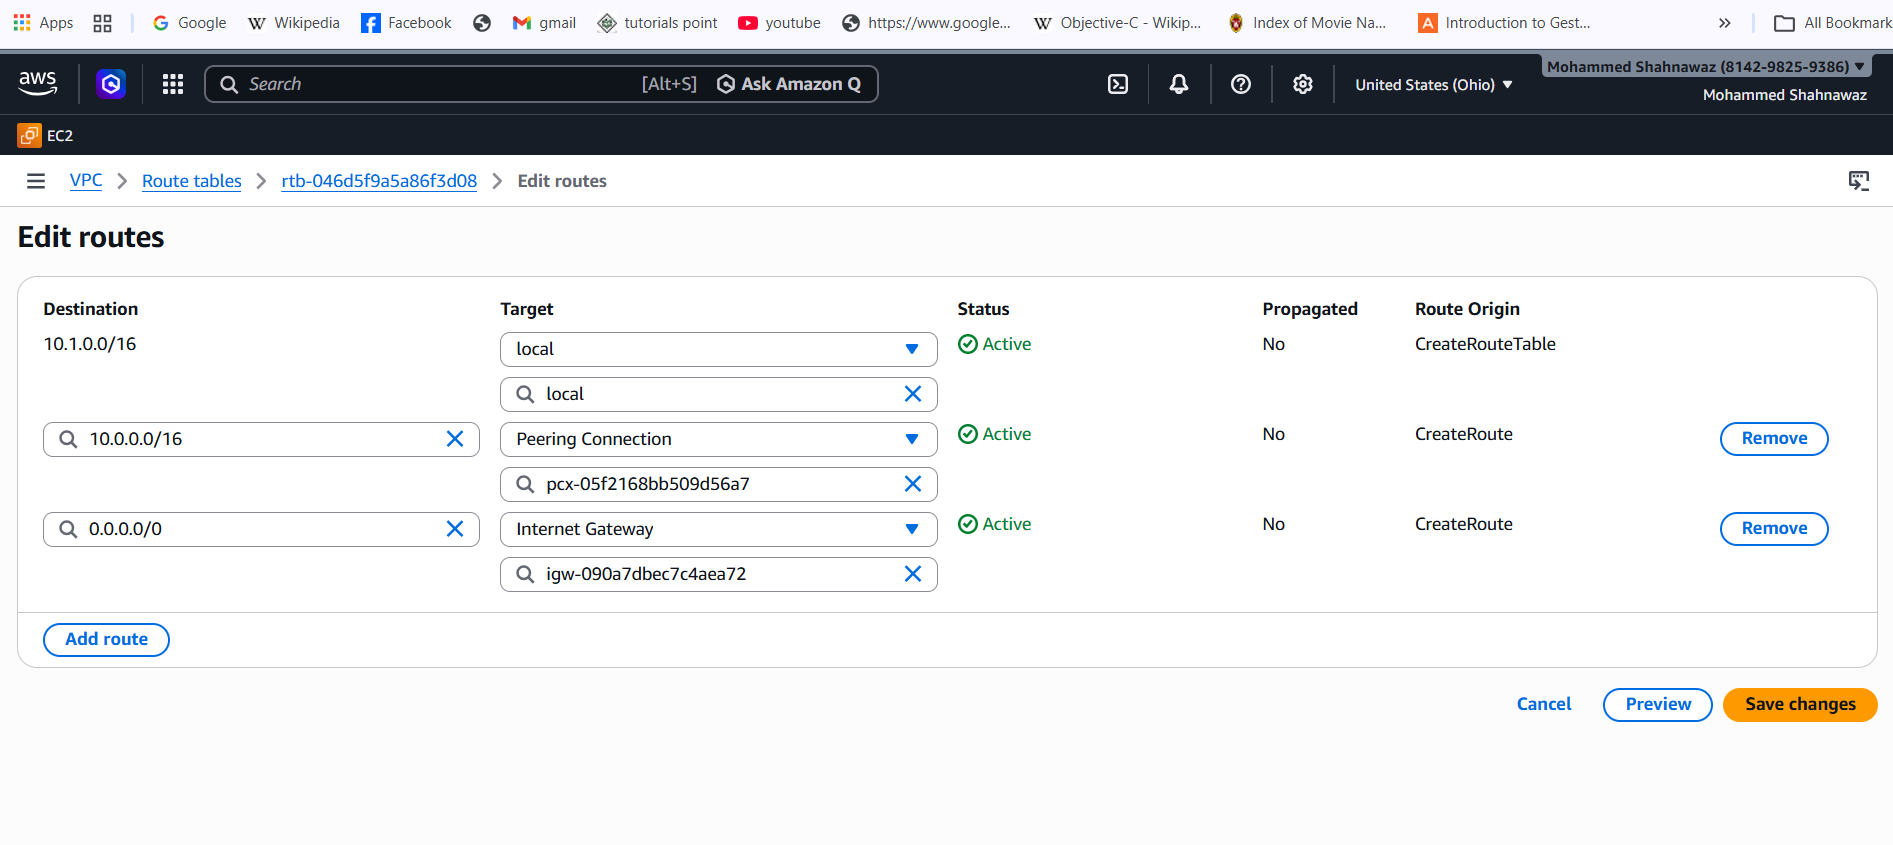 Apps Google Wikipedia Facebook gmail tutorials point youtube https://www.google... Objective-C - Wikip... Index of Movie Na... Introduction to Gest... » All Bookmark
aws Search [Alt+S] Ask Amazon Q United States (Ohio) Mohammed Shahnawaz (8142-9825-9386)
Mohammed Shahnawaz
EC2
VPC Route tables rtb-046d5f9a5a86f3d08 Edit routes
Edit routes
Destination Target Status Propagated Route Origin
10.1.0.0/16 local Active No CreateRouteTable
local
10.0.0.0/16 Peering Connection Active No CreateRoute Remove
pcx-05f2168bb509d56a7
0.0.0.0/0 Internet Gateway Active No CreateRoute Remove
igw-090a7dbec7c4aea72
Add route
Cancel Preview Save changes